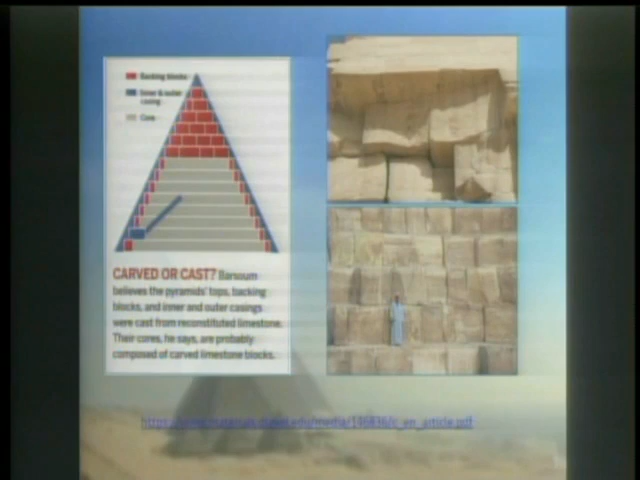 Backing blocks
Inner & outer
casing
Core
CARVED OR CAST? Barsoum
believes the pyramids' tops, backing
blocks, and inner and outer casings
were cast from reconstituted limestone.
Their cores, he says, are probably
composed of carved limestone blocks.